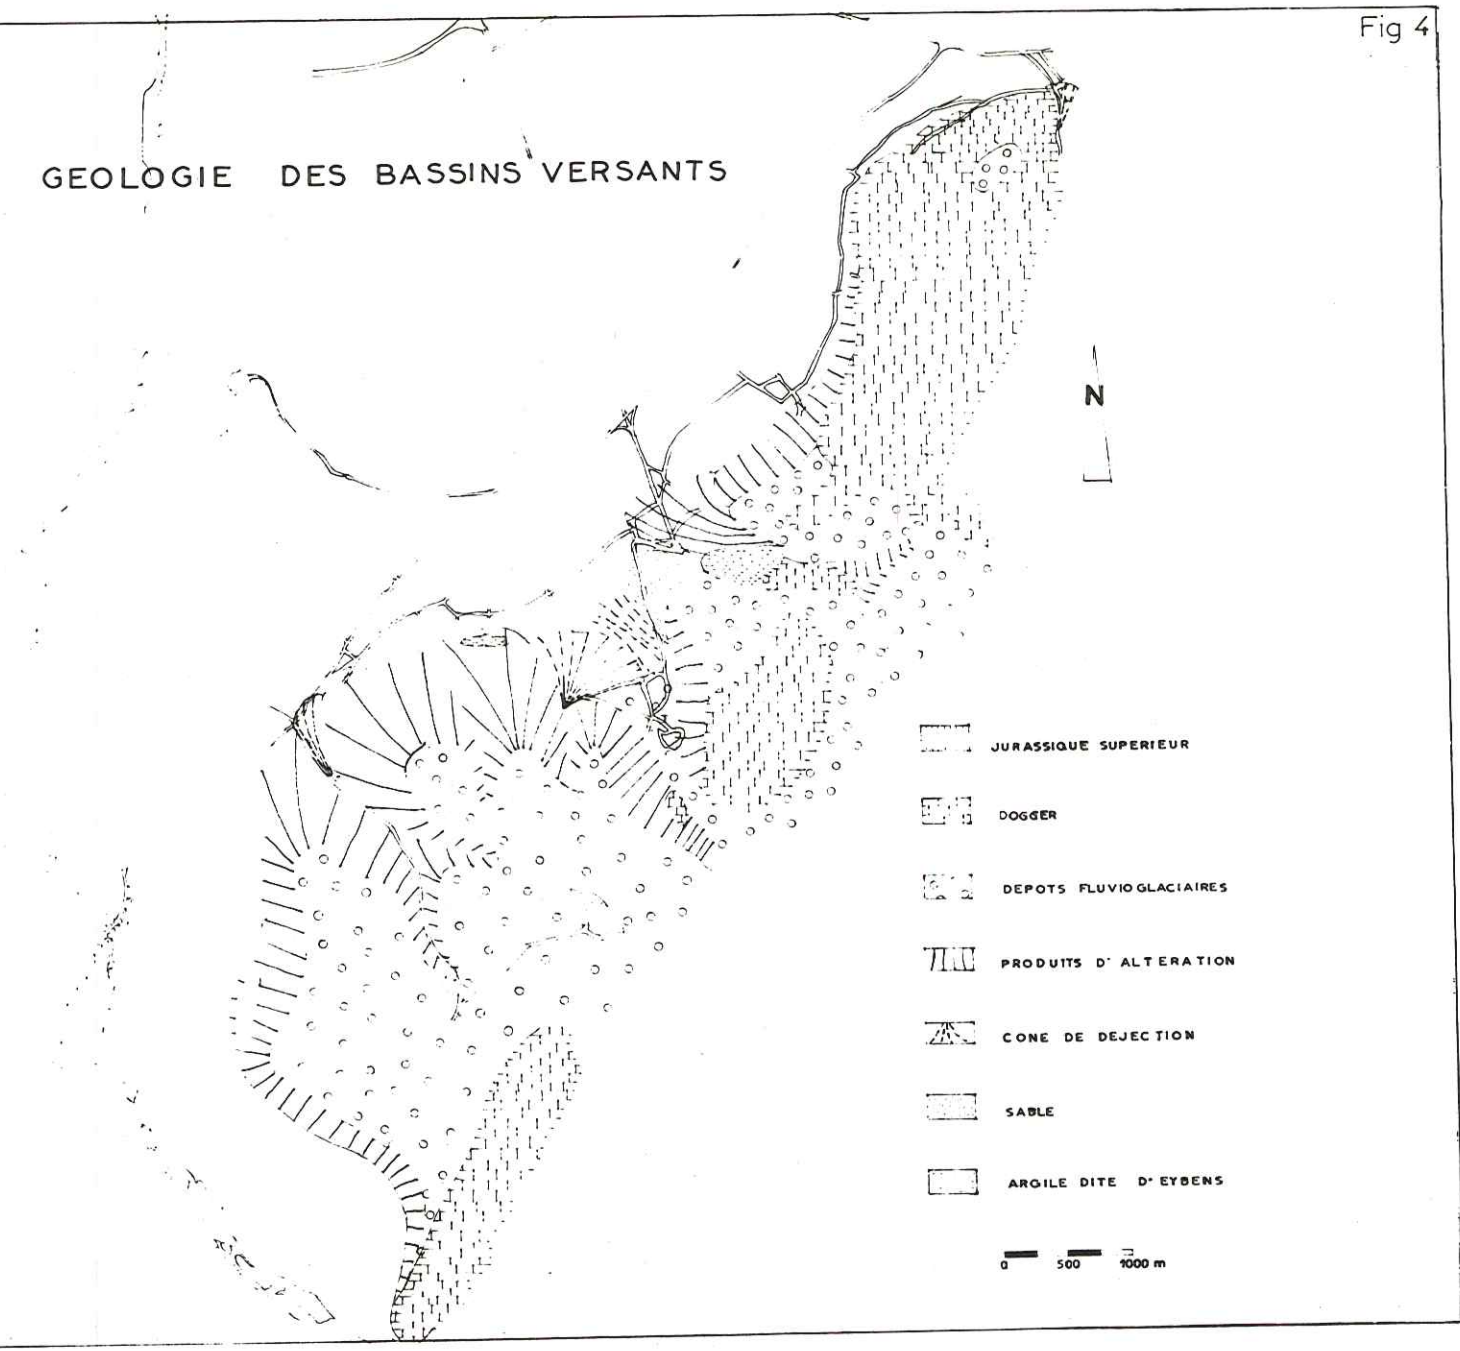 Fig 4
GEOLOGIE DES BASSINS VERSANTS
N
JURASSIQUE SUPERIEUR
DOGGER
DEPOTS FLUVIOGLACIAIRES
PRODUITS D' ALTERATION
CONE DE DEJECTION
SABLE
ARGILE DITE D' EYBENS
0 500 1000 m